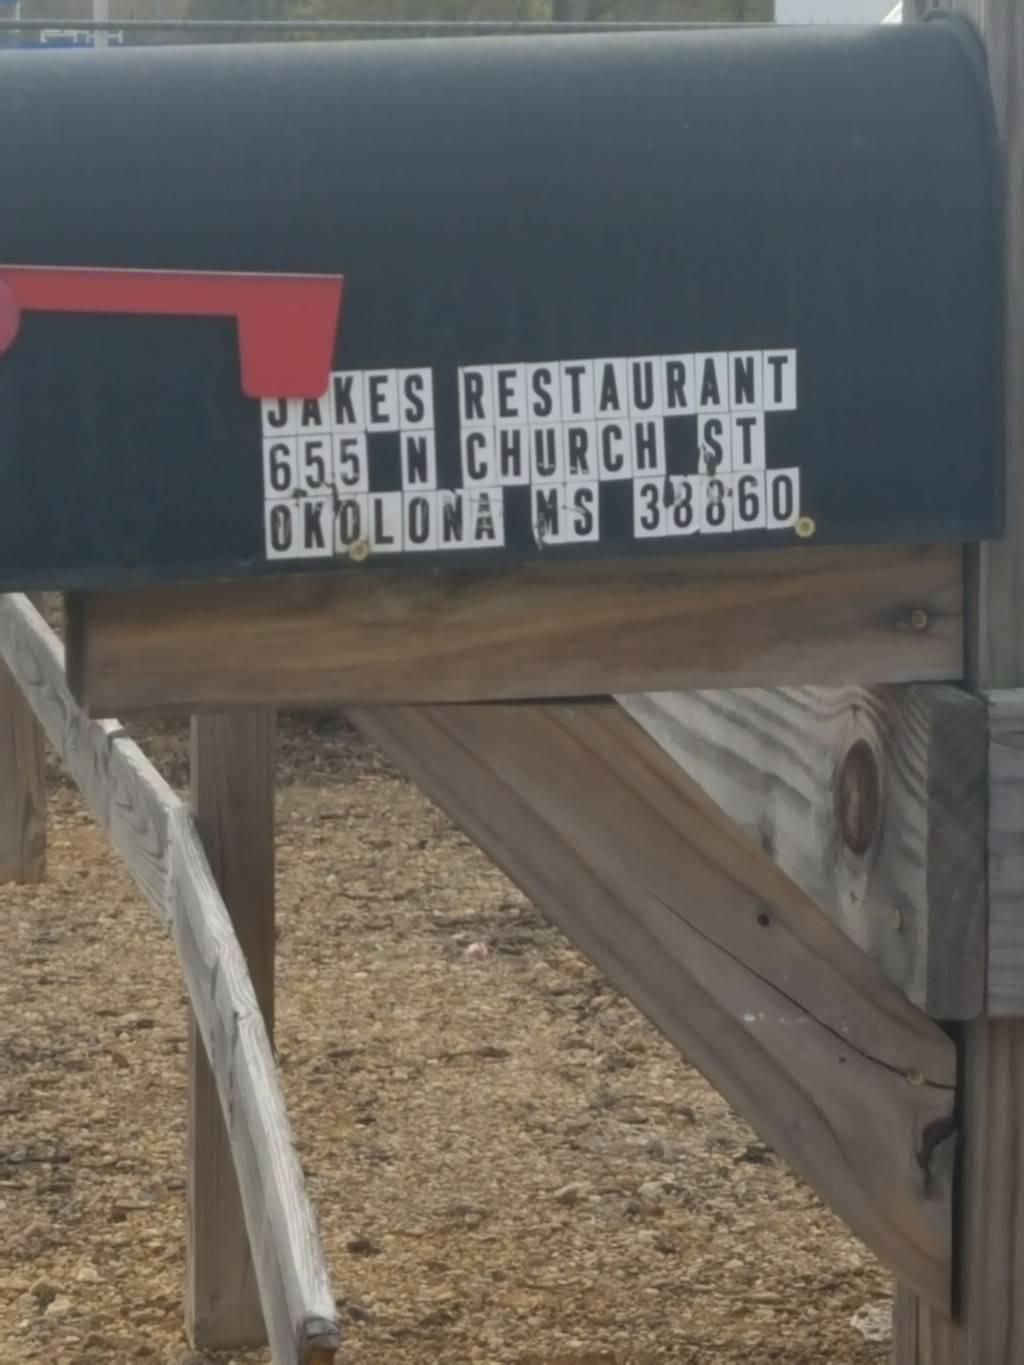 JAKES RESTAURANT
655 N CHURCH ST
OKOLONA MS 38860